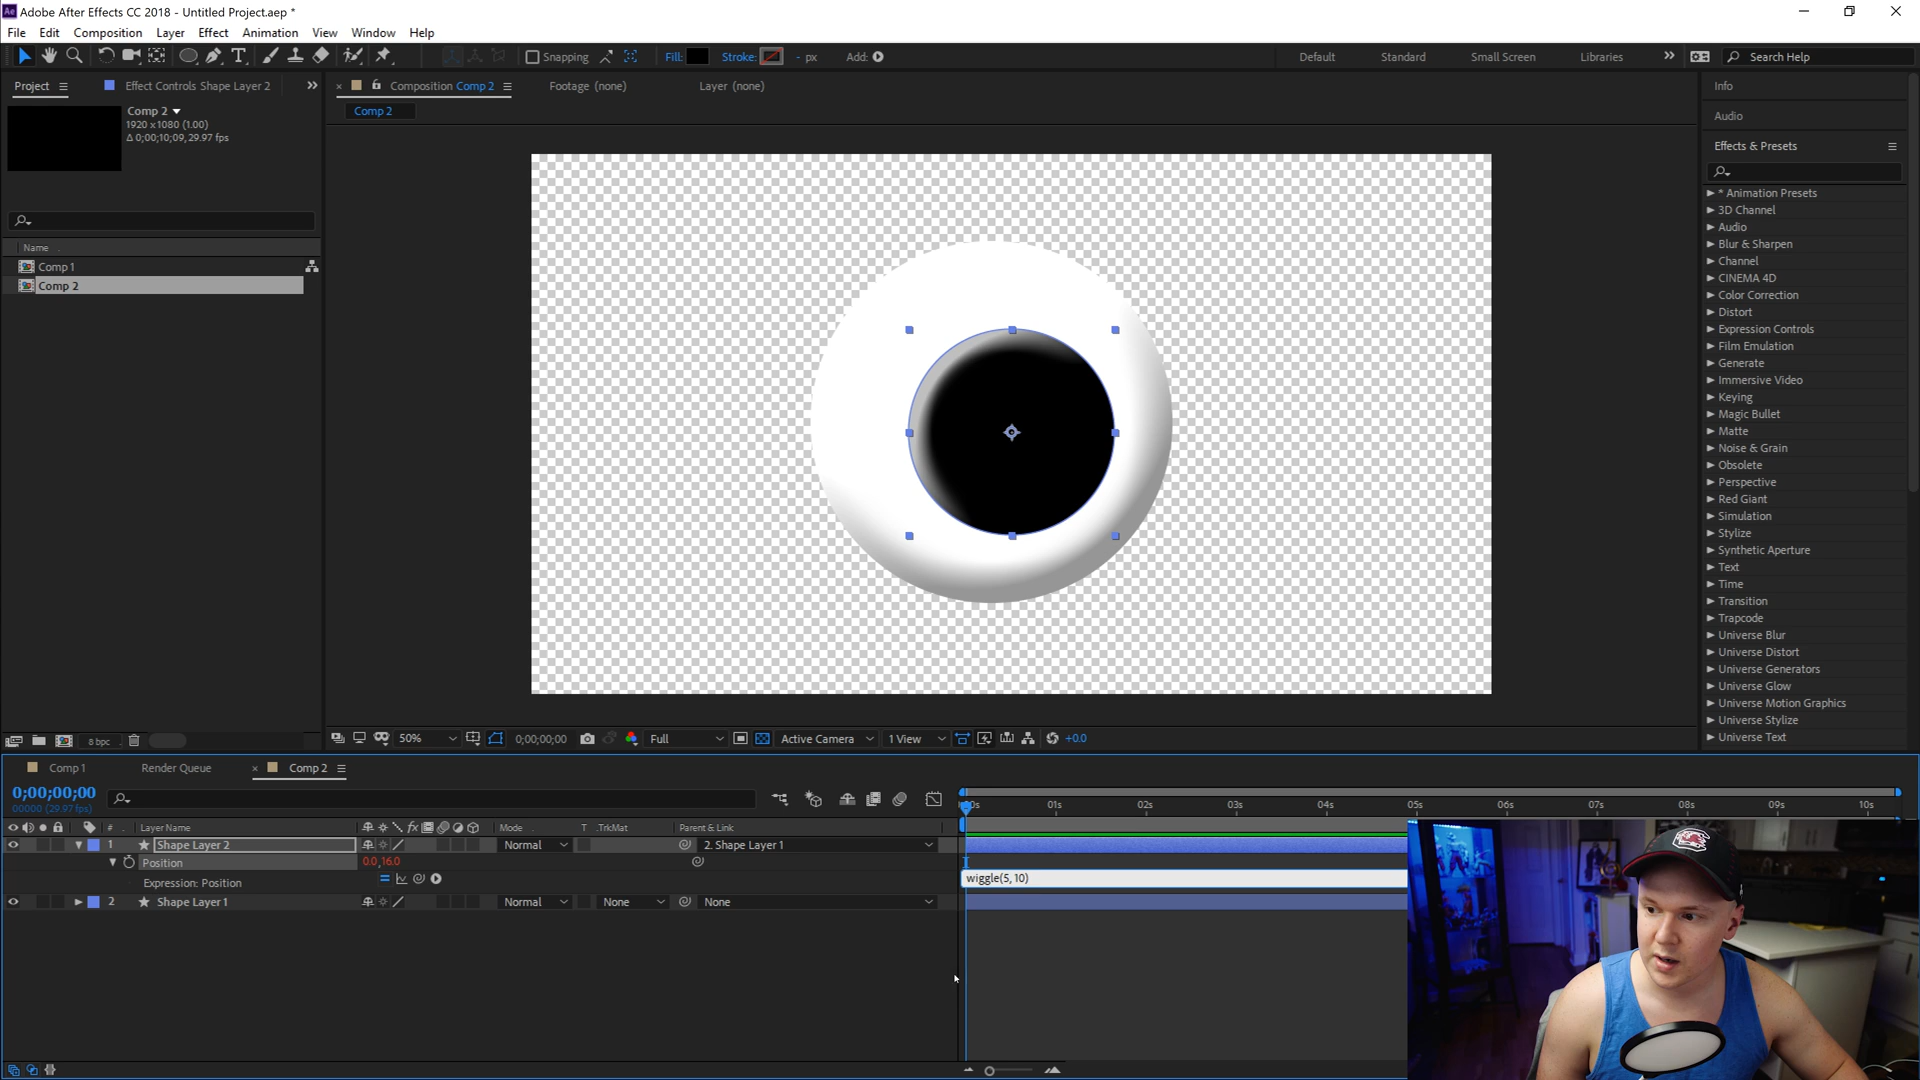 Ae Adobe After Effects CC 2018 - Untitled Project.aep *
File Edit Composition Layer Effect Animation View Window Help
Snapping Fill: Stroke: - px Add: Default Standard Small Screen Libraries Search Help
Project Effect Controls Shape Layer 2
Composition Comp 2 Footage (none) Layer (none)
Comp 2
Comp 2
1920 x 1080 (1.00)
Δ 0;00;10;09, 29.97 fps
Name
Comp 1
Comp 2
8 bpc
50% 0;00;00;00 Full Active Camera 1 View +0.0
Info
Audio
Effects & Presets
* Animation Presets
3D Channel
Audio
Blur & Sharpen
Channel
CINEMA 4D
Color Correction
Distort
Expression Controls
Film Emulation
Generate
Immersive Video
Keying
Magic Bullet
Matte
Noise & Grain
Obsolete
Perspective
Red Giant
Simulation
Stylize
Synthetic Aperture
Text
Time
Transition
Trapcode
Universe Blur
Universe Distort
Universe Generators
Universe Glow
Universe Motion Graphics
Universe Stylize
Universe Text
Comp 1 Render Queue Comp 2
0;00;00;00
00000 (29.97 fps)
01s 02s 03s 04s 05s 06s 07s 08s 09s 10s
# Layer Name Mode T .TrkMat Parent & Link
1 Shape Layer 2 Normal 2. Shape Layer 1
Position 0.0,16.0
Expression: Position wiggle(5,10)
2 Shape Layer 1 Normal None None